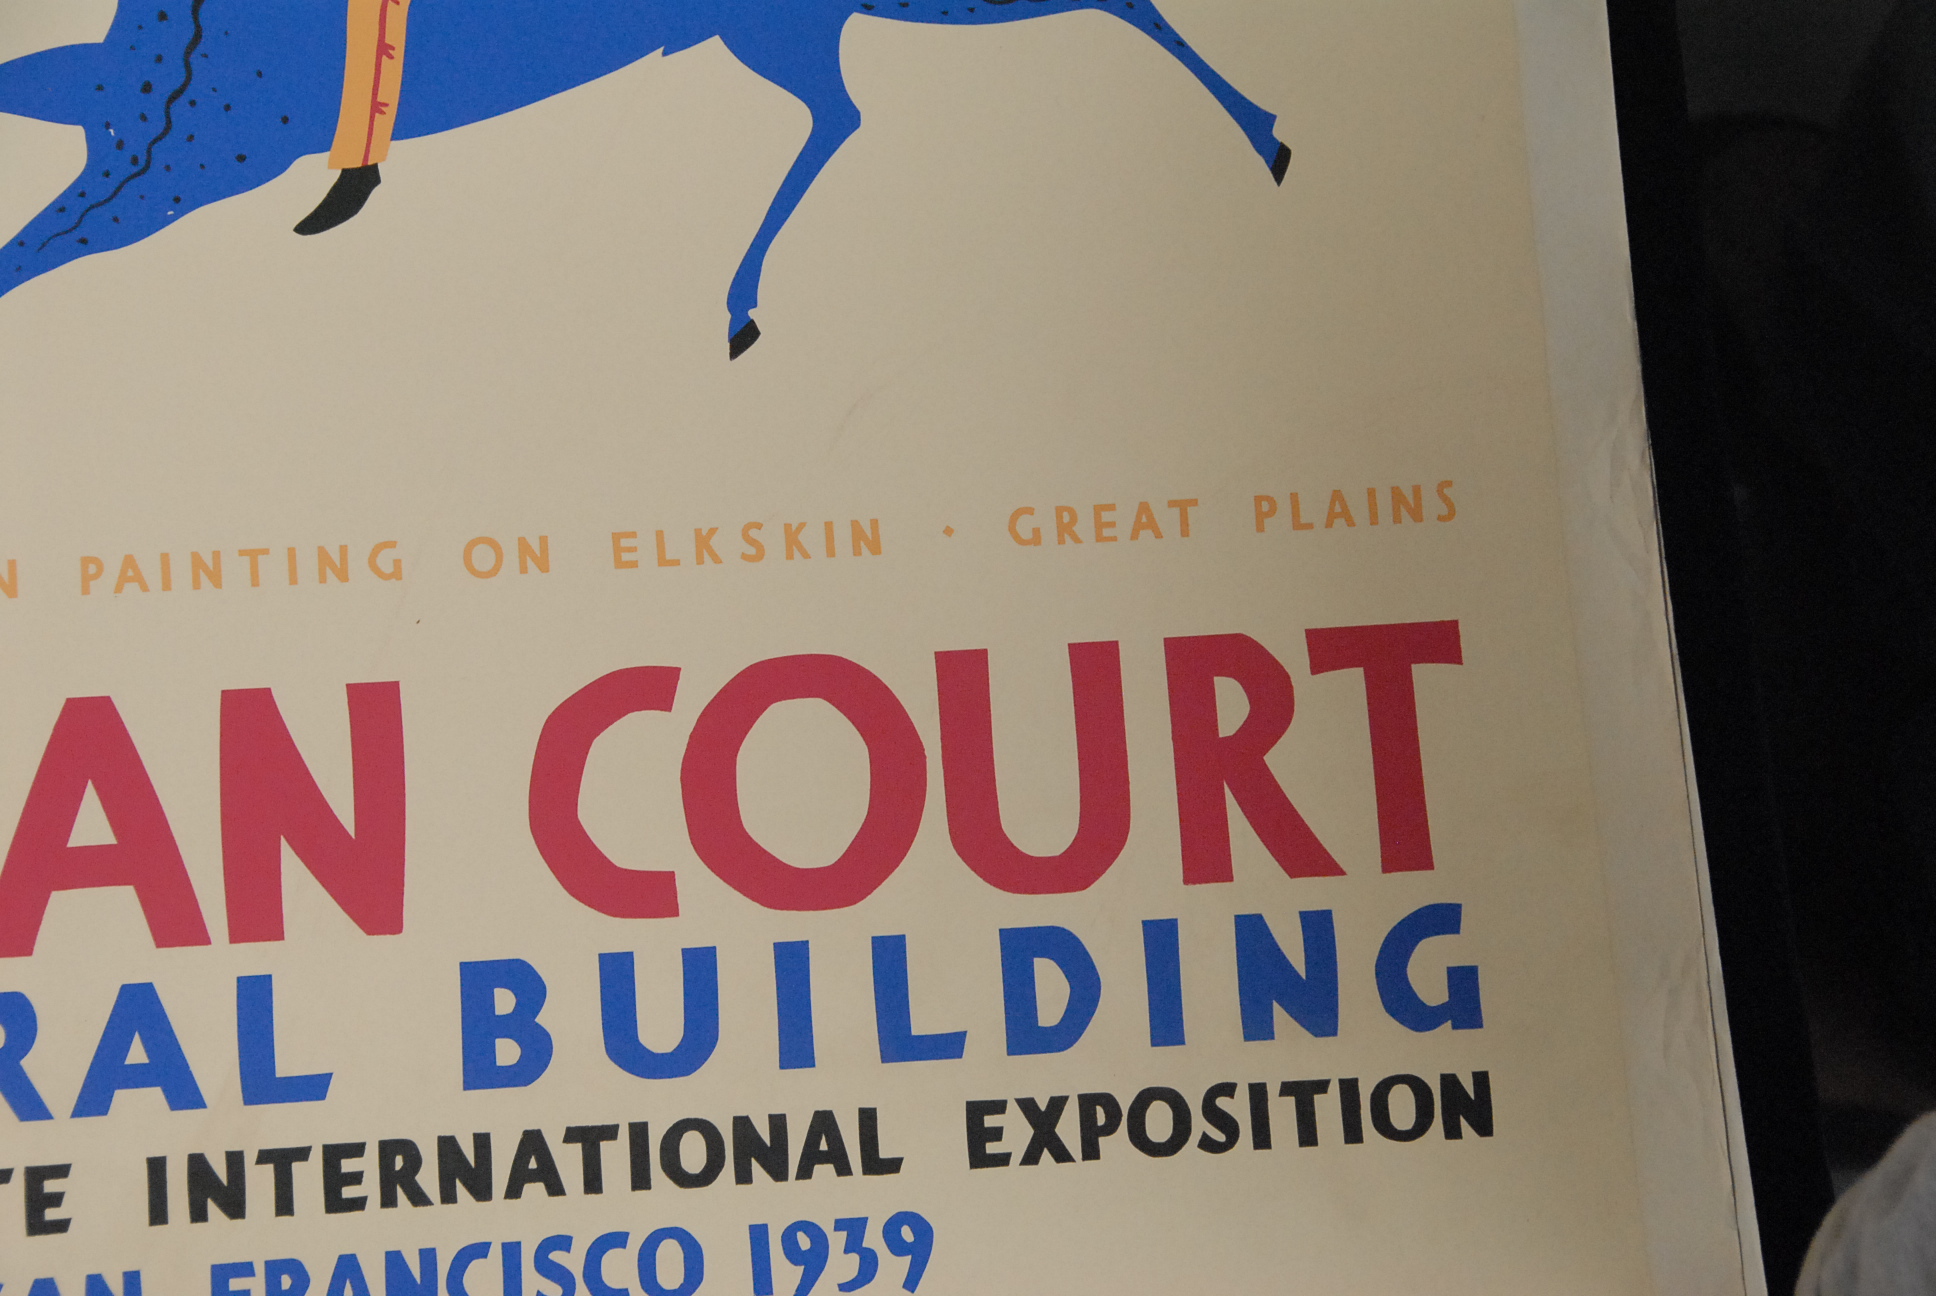 N PAINTING ON ELKSKIN · GREAT PLAINS
AN COURT
RAL BUILDING
TE INTERNATIONAL EXPOSITION
SAN FRANCISCO 1939